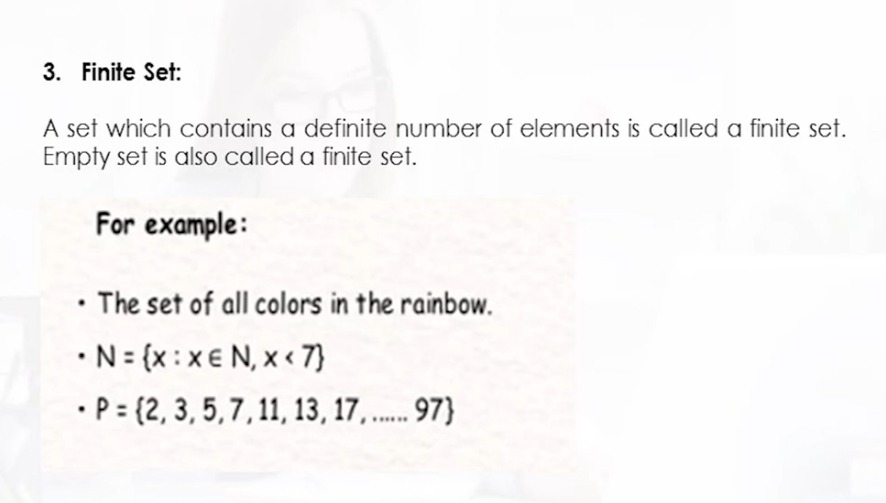 3. Finite Set:
A set which contains a definite number of elements is called a finite set.
Empty set is also called a finite set.
For example:
• The set of all colors in the rainbow.
• N = {x : x ∈ N, x < 7}
• P = {2, 3, 5, 7, 11, 13, 17, ...... 97}